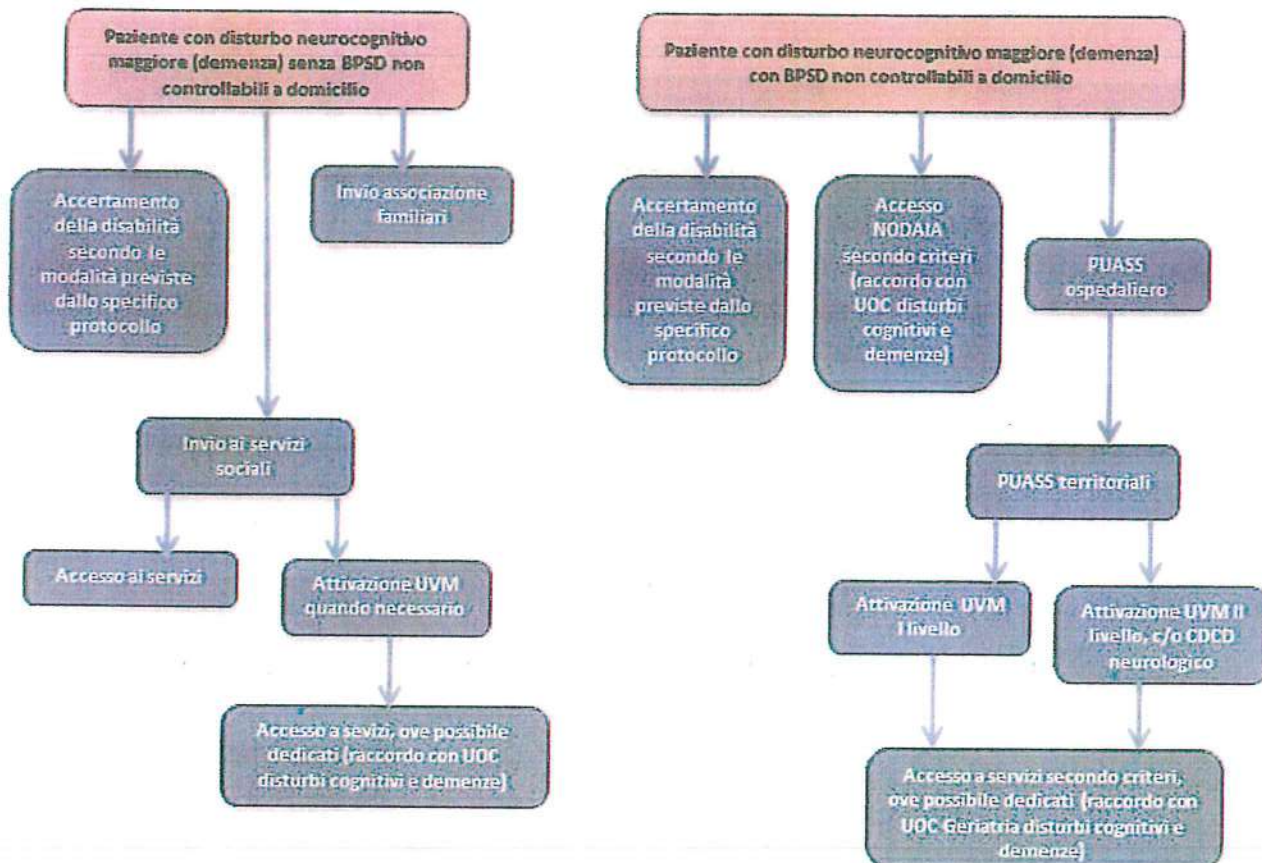 Paziente con disturbo neurocognitivo
maggiore (demenza) senza BPSD non
controllabili a domicilio
Accertamento
della disabilità
secondo le
modalità previste
dallo specifico
protocollo
Invio associazione
familiari
Invio ai servizi
sociali
Accesso ai servizi
Attivazione UVM
quando necessario
Accesso a sevizi, ove possibile
dedicati (raccordo con UOC
disturbi cognitivi e demenze)
Paziente con disturbo neurocognitivo maggiore (demenza)
con BPSD non controllabili a domicilio
Accertamento
della disabilità
secondo le
modalità
previste dallo
specifico
protocollo
Accesso
NODAIA
secondo criteri
(raccordo con
UOC disturbi
cognitivi e
demenze)
PUASS
ospedaliero
PUASS territoriali
Attivazione UVM
I livello
Attivazione UVM II
livello, c/o CDCD
neurologico
Accesso a servizi secondo criteri,
ove possibile dedicati (raccordo con
UOC Geriatria disturbi cognitivi e
demenze)